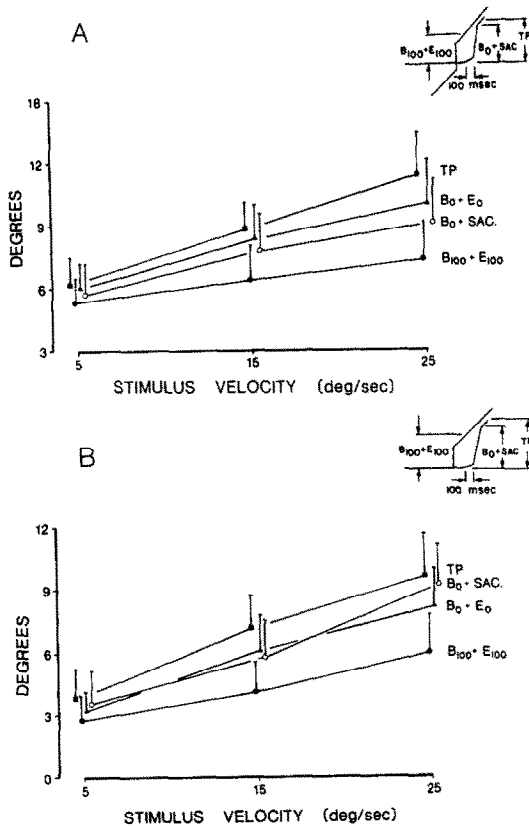 A
B₁₀₀+E₁₀₀
B₀+SAC
TP
100 msec
18
12
9
6
3
DEGREES
TP
B₀+E₀
B₀+SAC.
B₁₀₀+E₁₀₀
5
15
25
STIMULUS VELOCITY (deg/sec)
B
B₁₀₀+E₁₀₀
B₀+SAC
100 msec
12
9
6
3
0
DEGREES
TP
B₀+SAC.
B₀+E₀
B₁₀₀+E₁₀₀
5
15
25
STIMULUS VELOCITY (deg/sec)